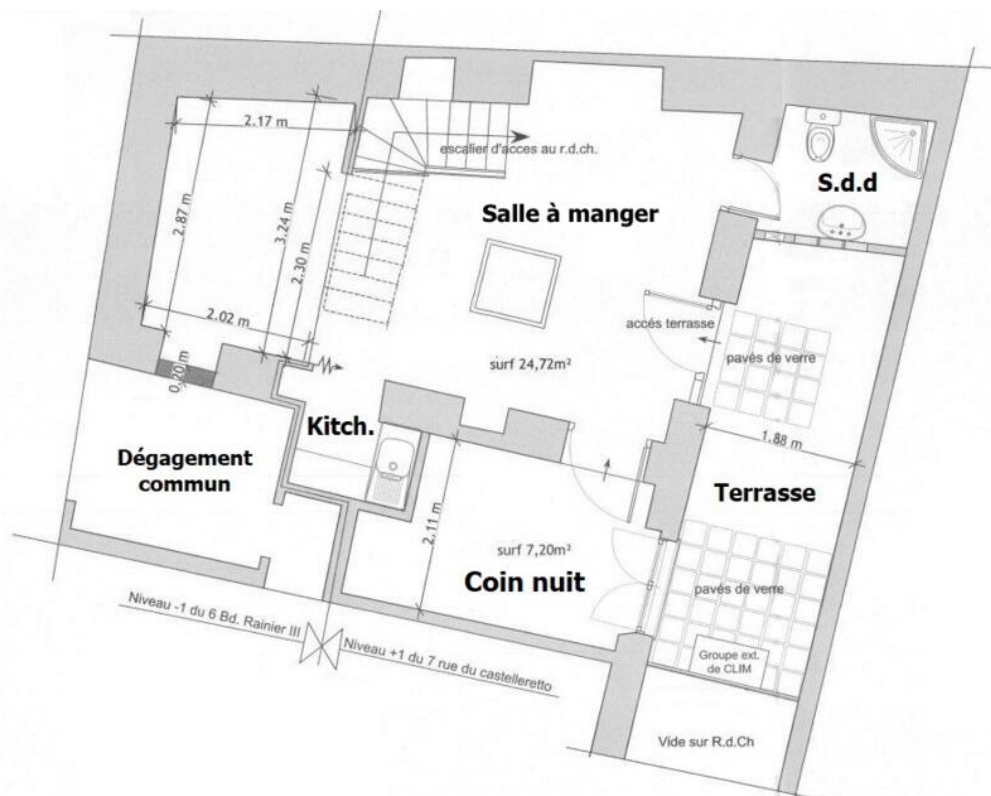 2.17 m
escalier d'acces au r.d.ch.
S.d.d
Salle à manger
2.87 m
3.24 m
2.30 m
2.02 m
accés terrasse
pavés de verre
surf 24,72m²
0,20 m
Kitch.
1.88 m
Dégagement
commun
Terrasse
2.11 m
surf 7,20m²
Coin nuit
pavés de verre
Niveau -1 du 6 Bd. Rainier III
Niveau +1 du 7 rue du castelleretto
Groupe ext.
de CLIM
Vide sur R.d.Ch